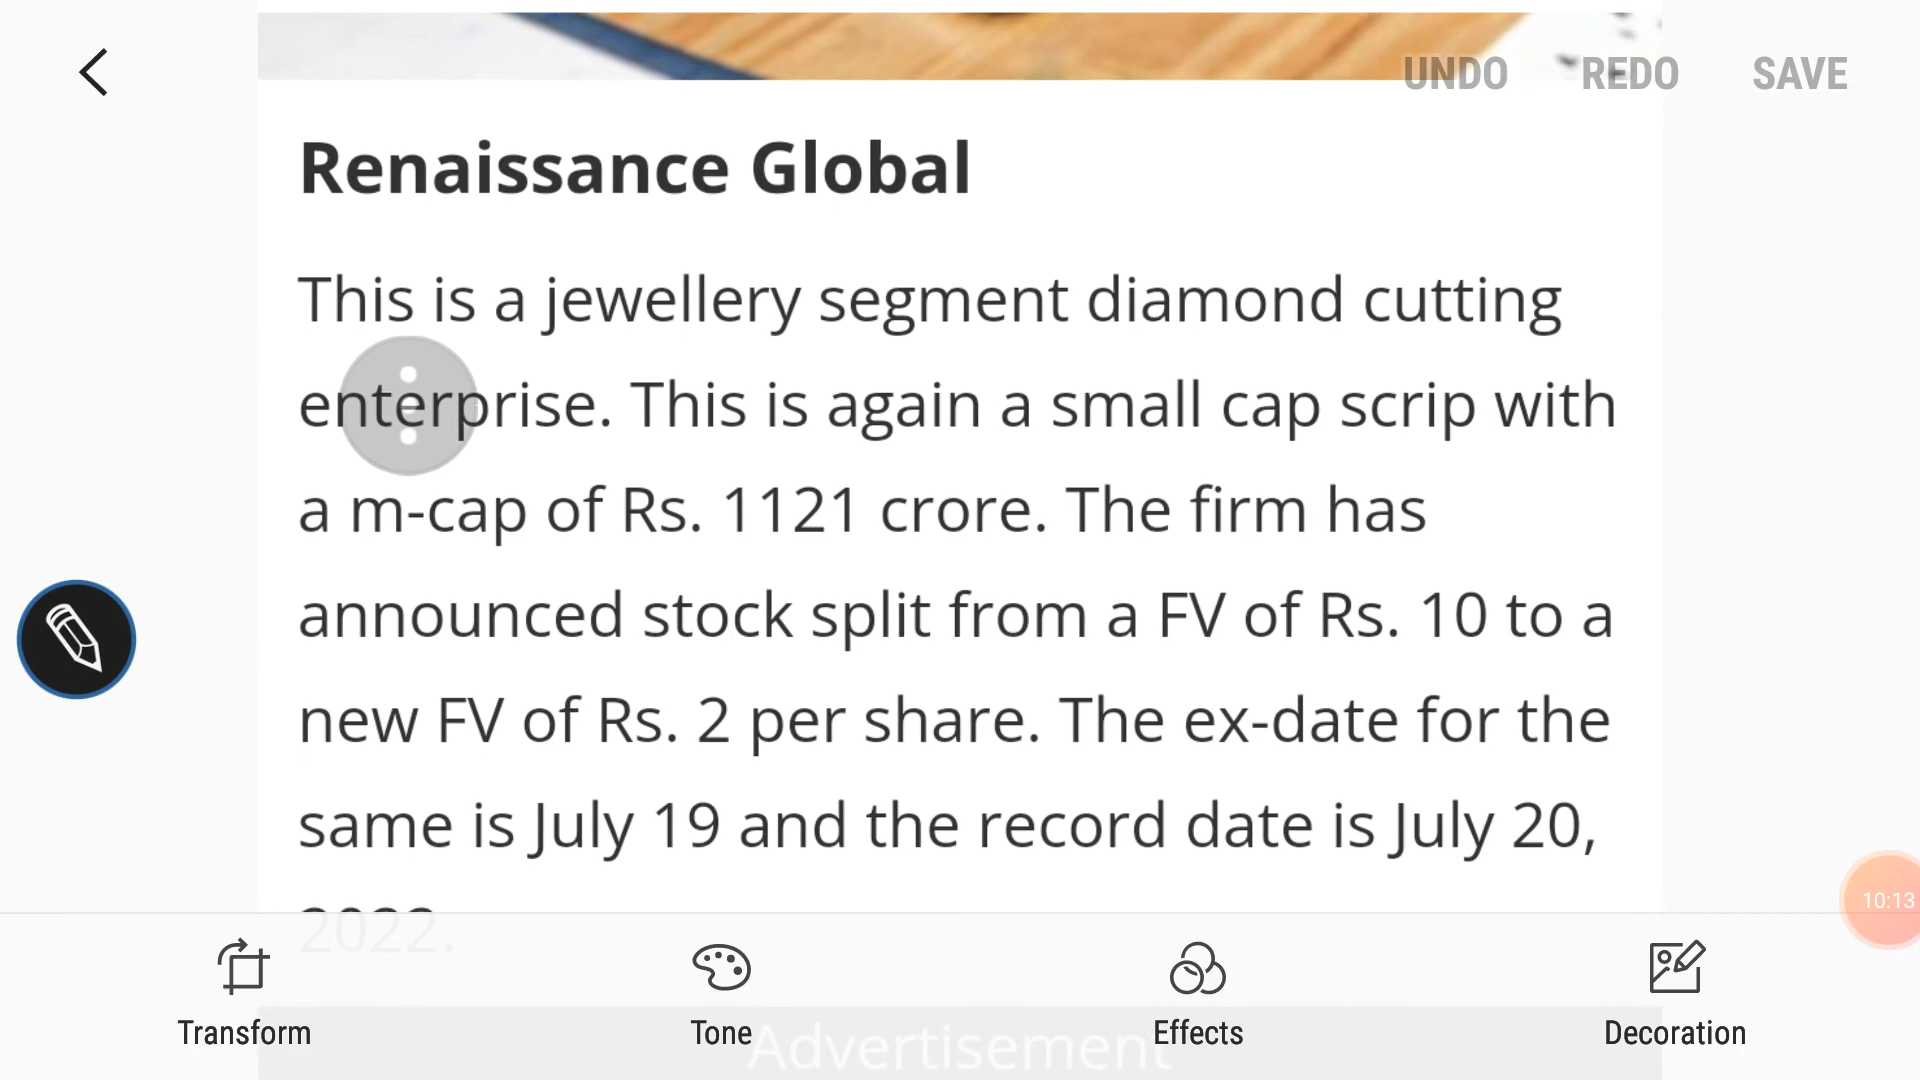 UNDO REDO SAVE
Renaissance Global
This is a jewellery segment diamond cutting
enterprise. This is again a small cap scrip with
a m-cap of Rs. 1121 crore. The firm has
announced stock split from a FV of Rs. 10 to a
new FV of Rs. 2 per share. The ex-date for the
same is July 19 and the record date is July 20,
2022.
10:13
Transform Tone Effects Decoration
Advertisement